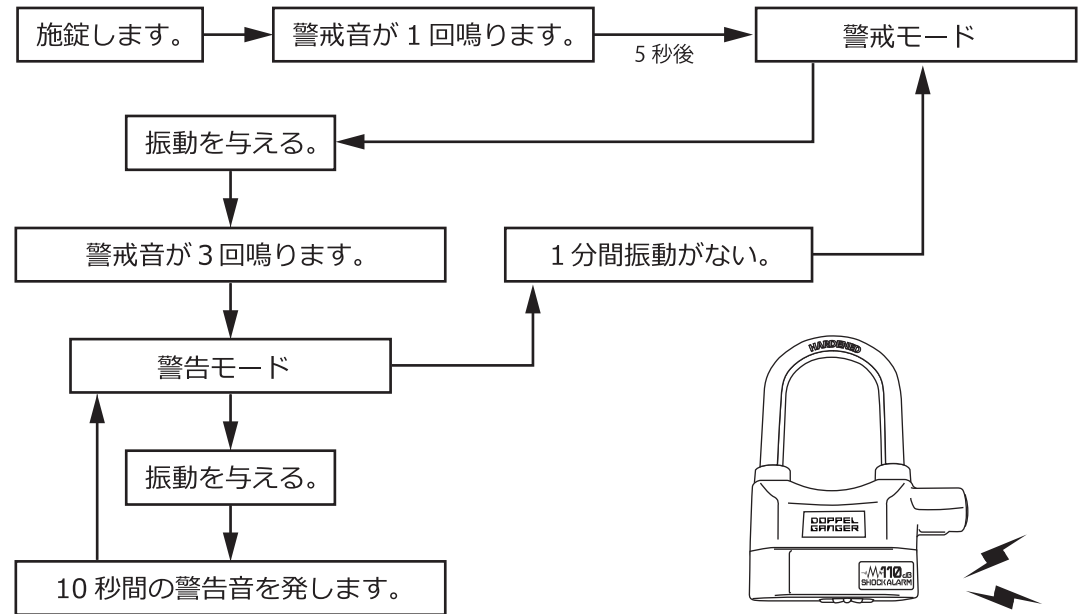 施錠します。
警戒音が 1 回鳴ります。
5 秒後
警戒モード
振動を与える。
警戒音が 3 回鳴ります。
1 分間振動がない。
警告モード
振動を与える。
10 秒間の警告音を発します。
HARDENED
DOPPEL
GANGER
110dB
SHOCK ALARM